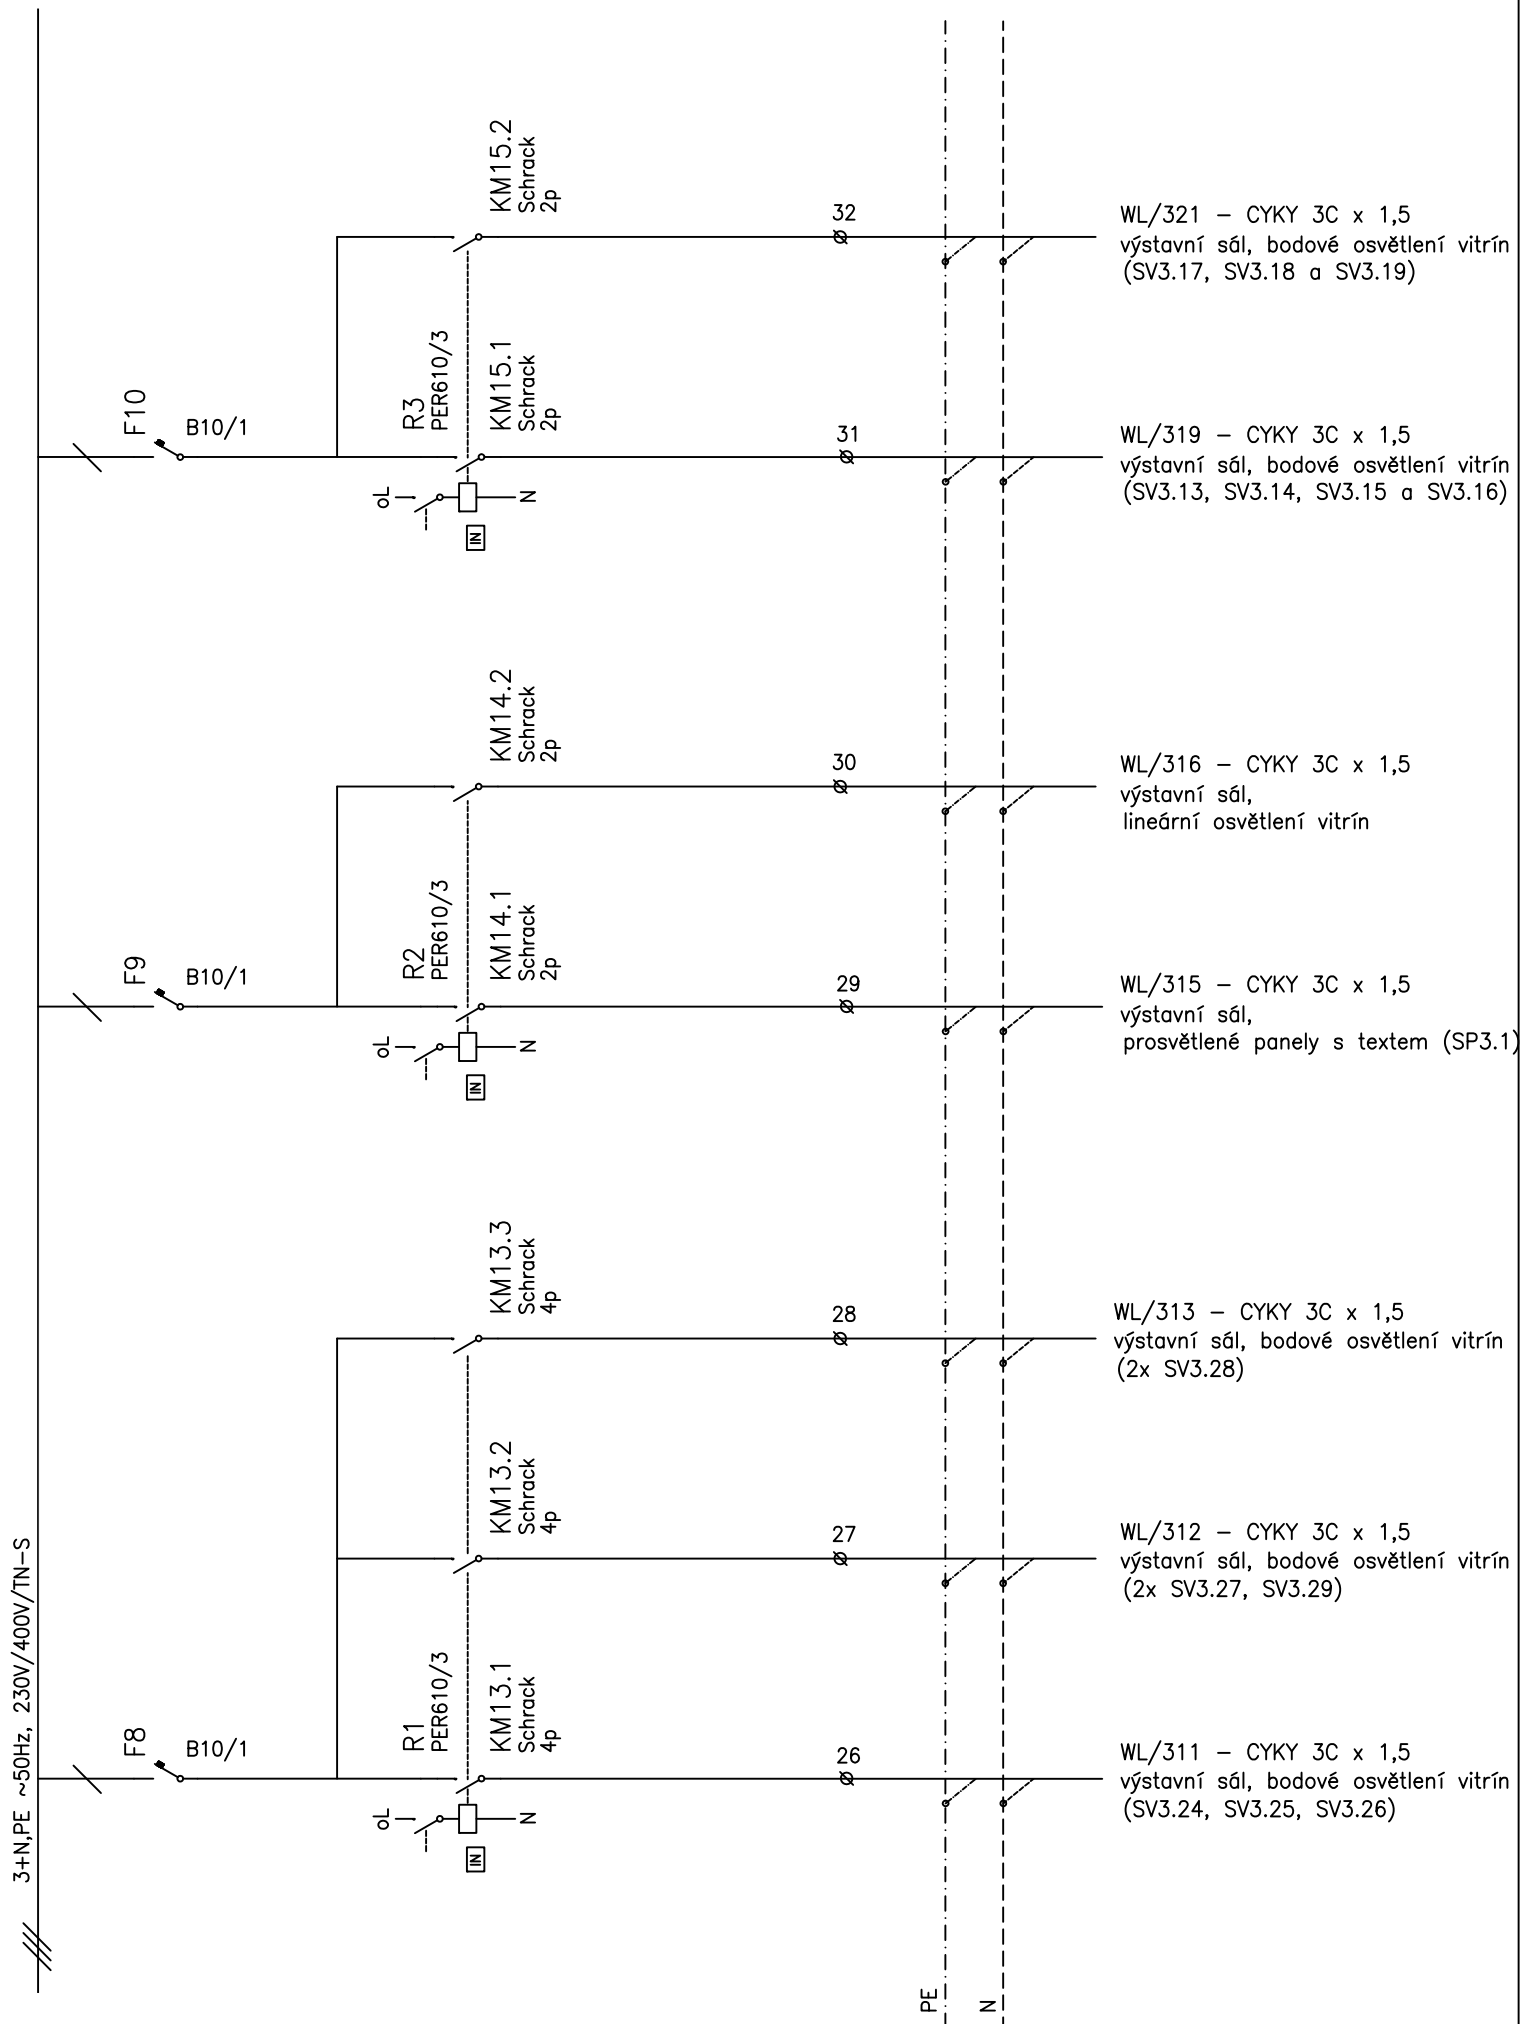 KM15.2
Schrack
2p
32
WL/321 – CYKY 3C x 1,5
výstavní sál, bodové osvětlení vitrín
(SV3.17, SV3.18 a SV3.19)
F10
B10/1
R3
PER610/3
KM15.1
Schrack
2p
31
WL/319 – CYKY 3C x 1,5
výstavní sál, bodové osvětlení vitrín
(SV3.13, SV3.14, SV3.15 a SV3.16)
oL
N
IN
KM14.2
Schrack
2p
30
WL/316 – CYKY 3C x 1,5
výstavní sál,
lineární osvětlení vitrín
F9
B10/1
R2
PER610/3
KM14.1
Schrack
2p
29
WL/315 – CYKY 3C x 1,5
výstavní sál,
prosvětlené panely s textem (SP3.1)
oL
N
IN
KM13.3
Schrack
4p
28
WL/313 – CYKY 3C x 1,5
výstavní sál, bodové osvětlení vitrín
(2x SV3.28)
KM13.2
Schrack
4p
27
WL/312 – CYKY 3C x 1,5
výstavní sál, bodové osvětlení vitrín
(2x SV3.27, SV3.29)
3+N,PE ~50Hz, 230V/400V/TN–S
F8
B10/1
R1
PER610/3
KM13.1
Schrack
4p
26
WL/311 – CYKY 3C x 1,5
výstavní sál, bodové osvětlení vitrín
(SV3.24, SV3.25, SV3.26)
oL
N
IN
PE
N